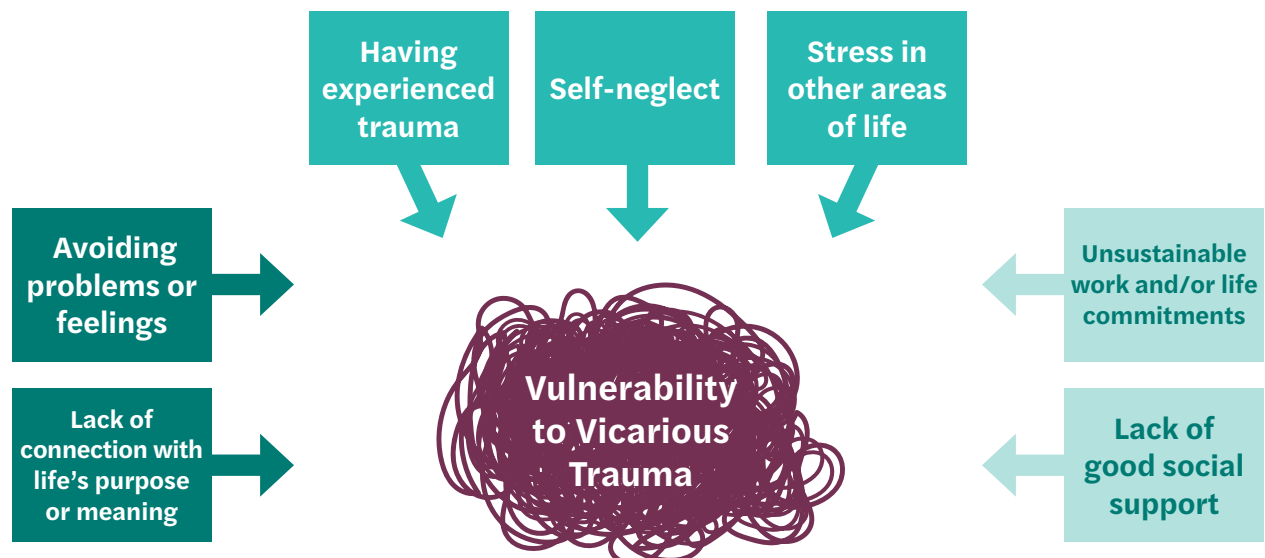 Having
experienced
trauma
Self-neglect
Stress in
other areas
of life
Avoiding
problems or
feelings
Unsustainable
work and/or life
commitments
Lack of
connection with
life's purpose
or meaning
Vulnerability
to Vicarious
Trauma
Lack of
good social
support